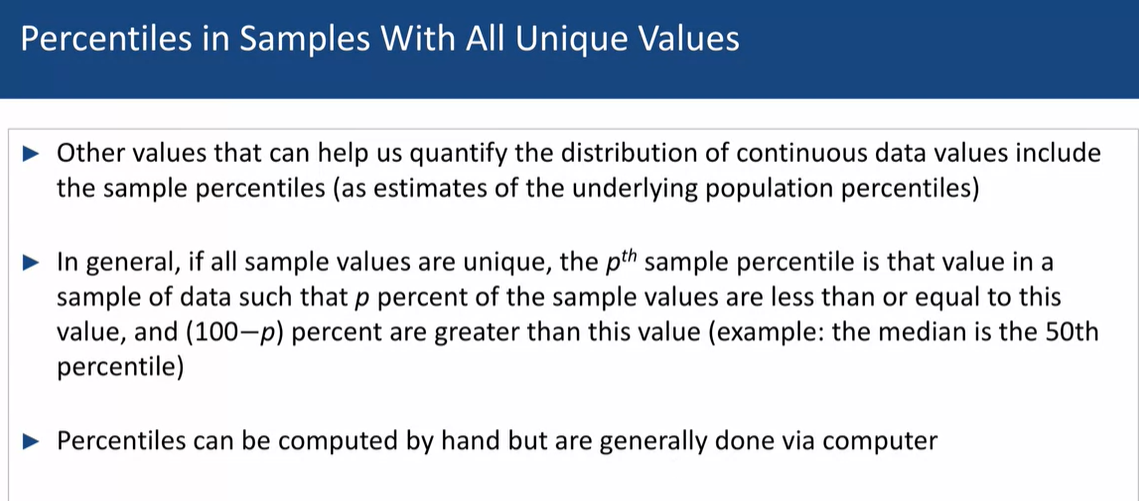 Percentiles in Samples With All Unique Values
► Other values that can help us quantify the distribution of continuous data values include
the sample percentiles (as estimates of the underlying population percentiles)
► In general, if all sample values are unique, the pth sample percentile is that value in a
sample of data such that p percent of the sample values are less than or equal to this
value, and (100—p) percent are greater than this value (example: the median is the 50th
percentile)
► Percentiles can be computed by hand but are generally done via computer